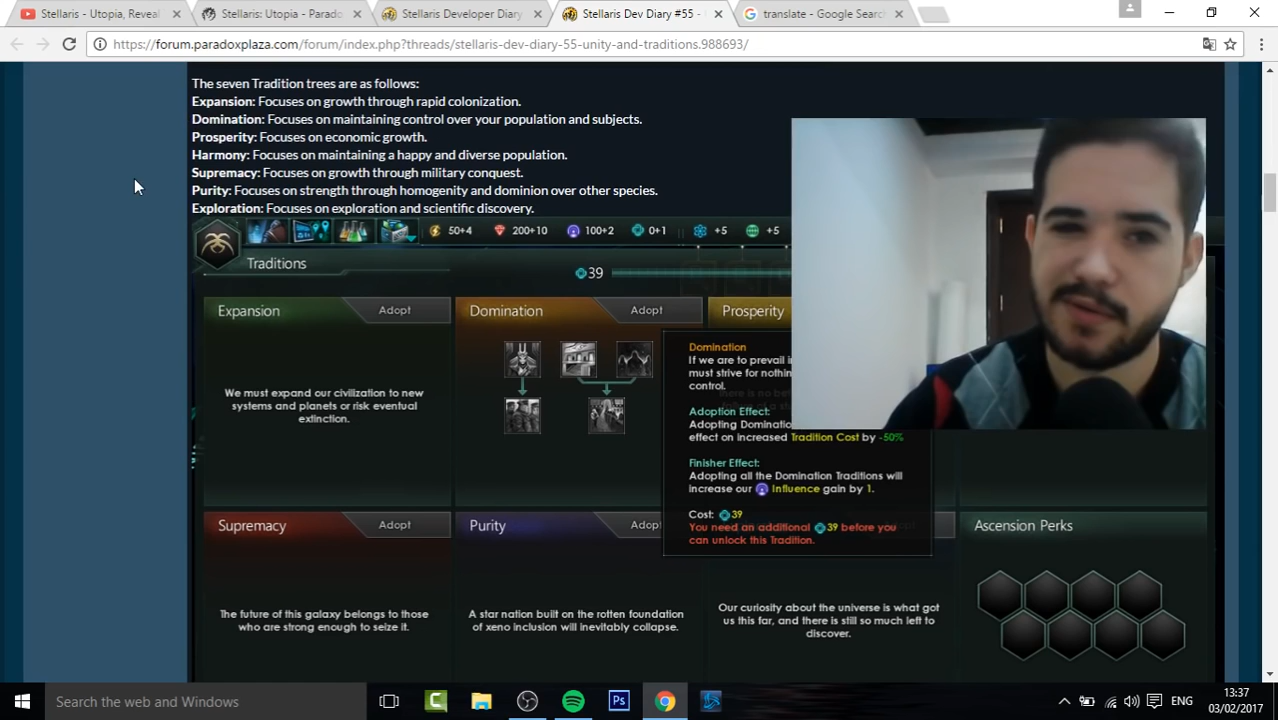 Stellaris - Utopia, Reveal
Stellaris: Utopia - Parado
Stellaris Developer Diary
Stellaris Dev Diary #55 -
translate - Google Search
https://forum.paradoxplaza.com/forum/index.php?threads/stellaris-dev-diary-55-unity-and-traditions.988693/
The seven Tradition trees are as follows:
Expansion: Focuses on growth through rapid colonization.
Domination: Focuses on maintaining control over your population and subjects.
Prosperity: Focuses on economic growth.
Harmony: Focuses on maintaining a happy and diverse population.
Supremacy: Focuses on growth through military conquest.
Purity: Focuses on strength through homogenity and dominion over other species.
Exploration: Focuses on exploration and scientific discovery.
50+4 200+10 100+2 0+1 +5 +5
Traditions
39
Expansion Adopt
Domination Adopt
Prosperity
We must expand our civilization to new
systems and planets or risk eventual
extinction.
Domination
If we are to prevail
must strive for nothin
control.
Adoption Effect:
Adopting Domina
effect on increased Tradition Cost by -50%
Finisher Effect:
Adopting all the Domination Traditions will
increase our Influence gain by 1.
Cost: 39
You need an additional 39 before you
can unlock this Tradition.
Supremacy Adopt
Purity Adop
Ascension Perks
The future of this galaxy belongs to those
who are strong enough to seize it.
A star nation built on the rotten foundation
of xeno inclusion will inevitably collapse.
Our curiosity about the universe is what got
us this far, and there is still so much left to
discover.
Search the web and Windows
Ps
ENG
13:37
03/02/2017